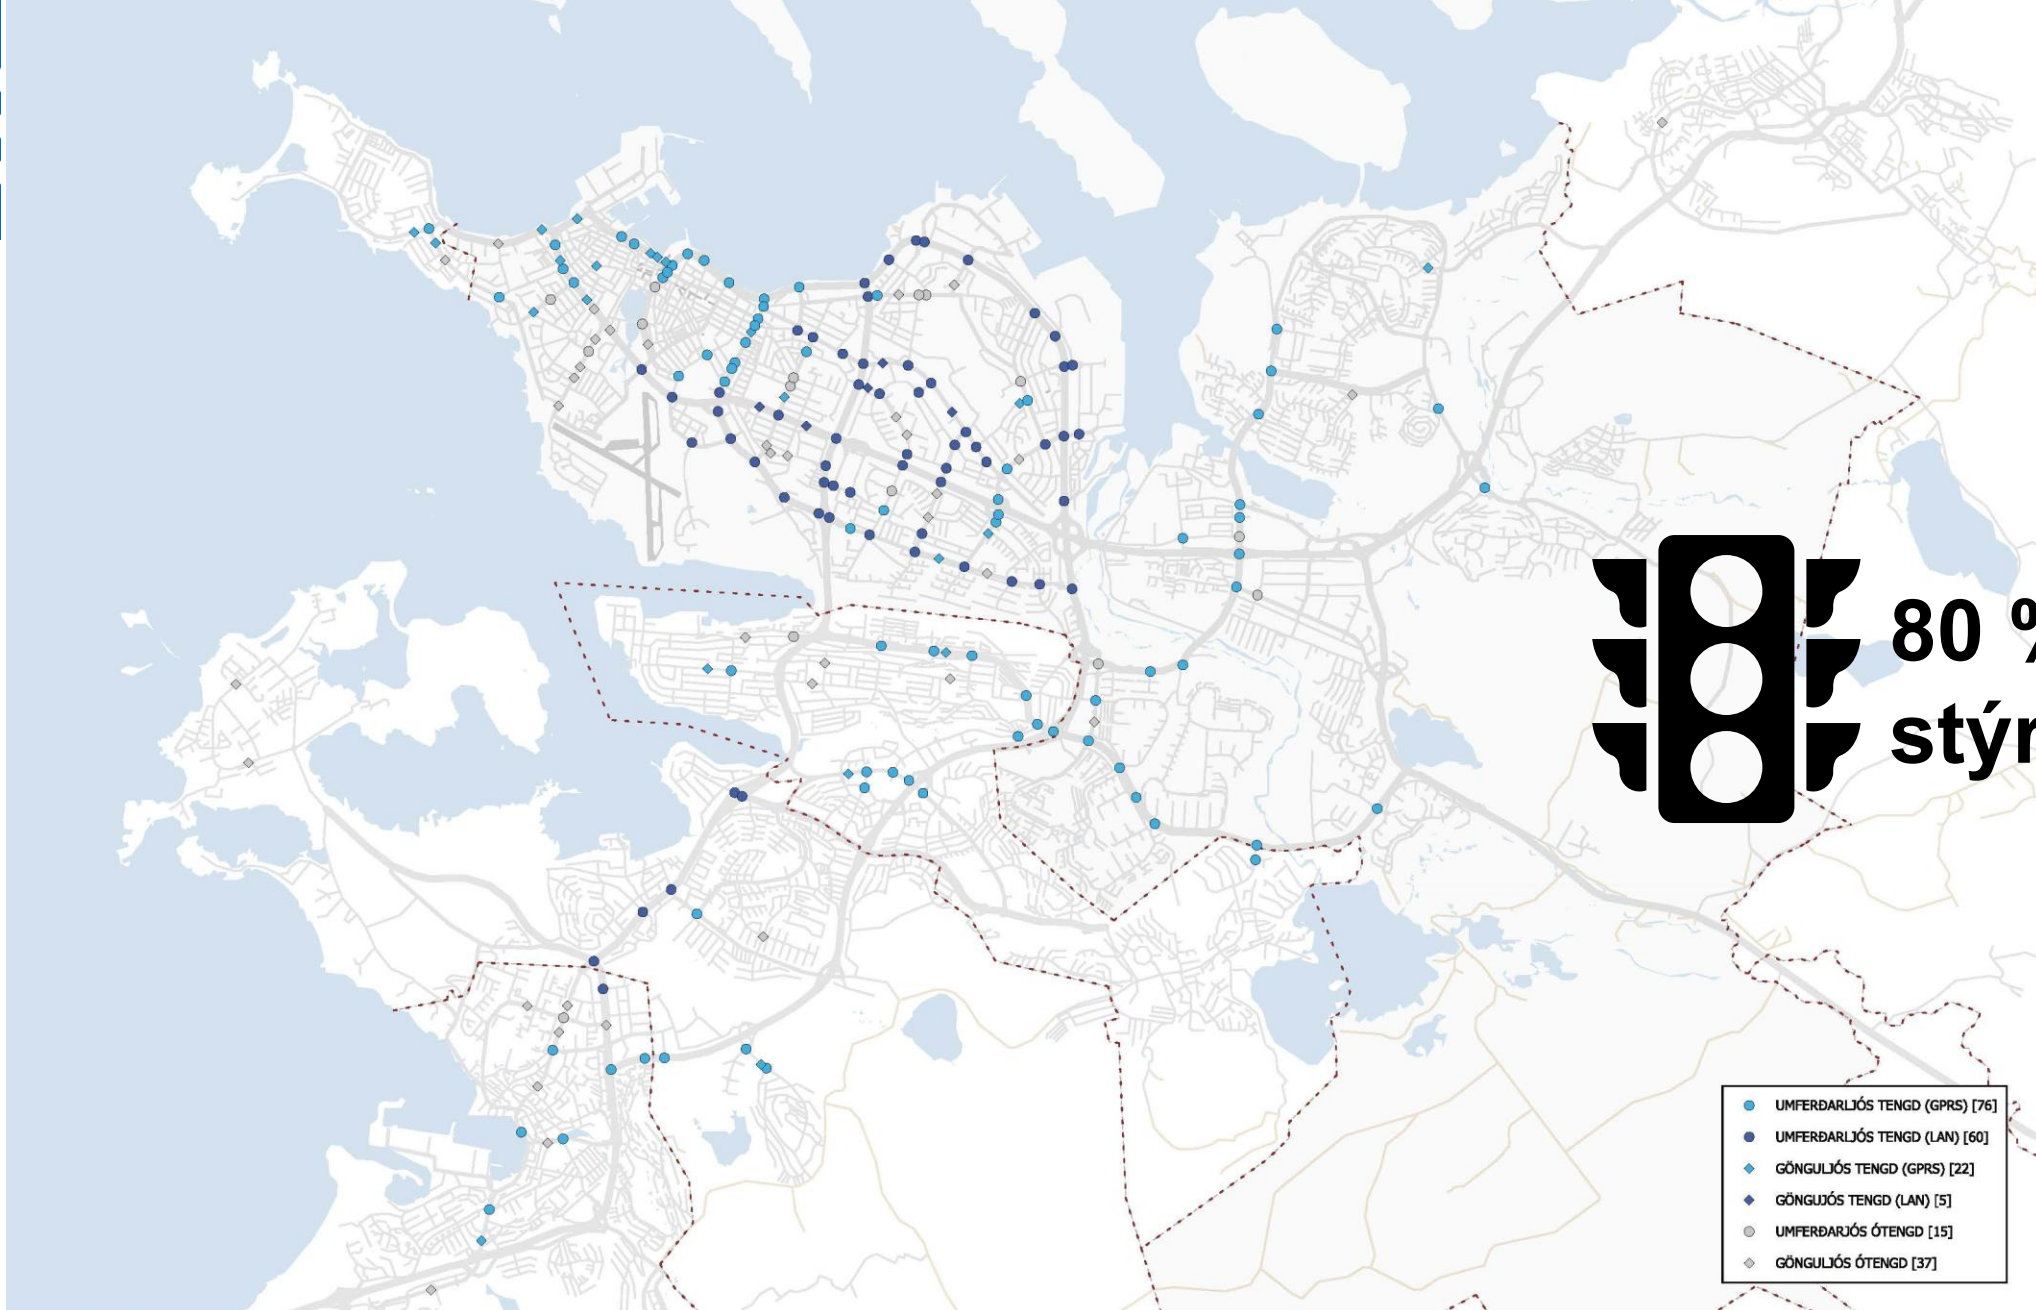 80 %
stýr
UMFERÐARLJÓS TENGD (GPRS) [76]
UMFERÐARLJÓS TENGD (LAN) [60]
GÖNGULJÓS TENGD (GPRS) [22]
GÖNGUJÓS TENGD (LAN) [5]
UMFERÐARJÓS ÓTENGD [15]
GÖNGULJÓS ÓTENGD [37]